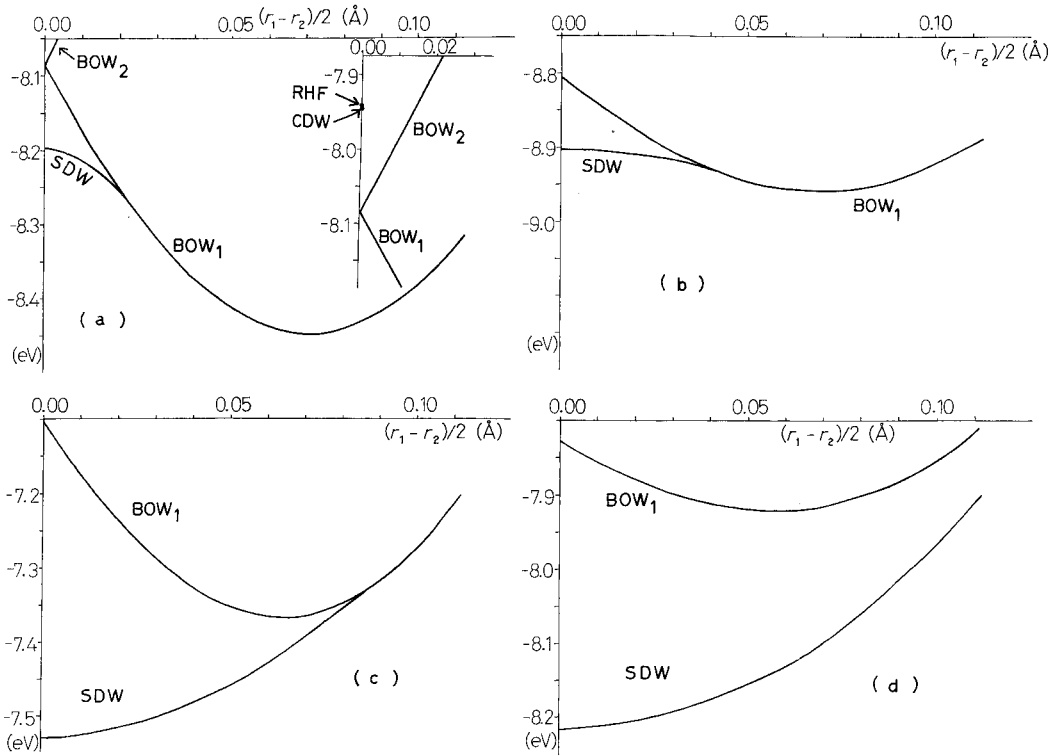 0.00 (r₁−r₂)/2 (Å) 0.10
BOW₂
-8.1
-8.2
SDW
-8.3
BOW₁
-8.4
(a)
(eV)
0.00 0.02
-7.9
RHF
CDW
-8.0
BOW₂
-8.1
BOW₁
0.00 0.05 0.10
(r₁−r₂)/2 (Å)
-8.8
-8.9
SDW
BOW₁
-9.0
(b)
(eV)
0.00 0.05 0.10
(r₁−r₂)/2 (Å)
-7.2
BOW₁
-7.3
-7.4
(c)
SDW
-7.5
(eV)
0.00 0.05 0.10
(r₁−r₂)/2 (Å)
-7.9
BOW₁
-8.0
-8.1
SDW
(d)
-8.2
(eV)